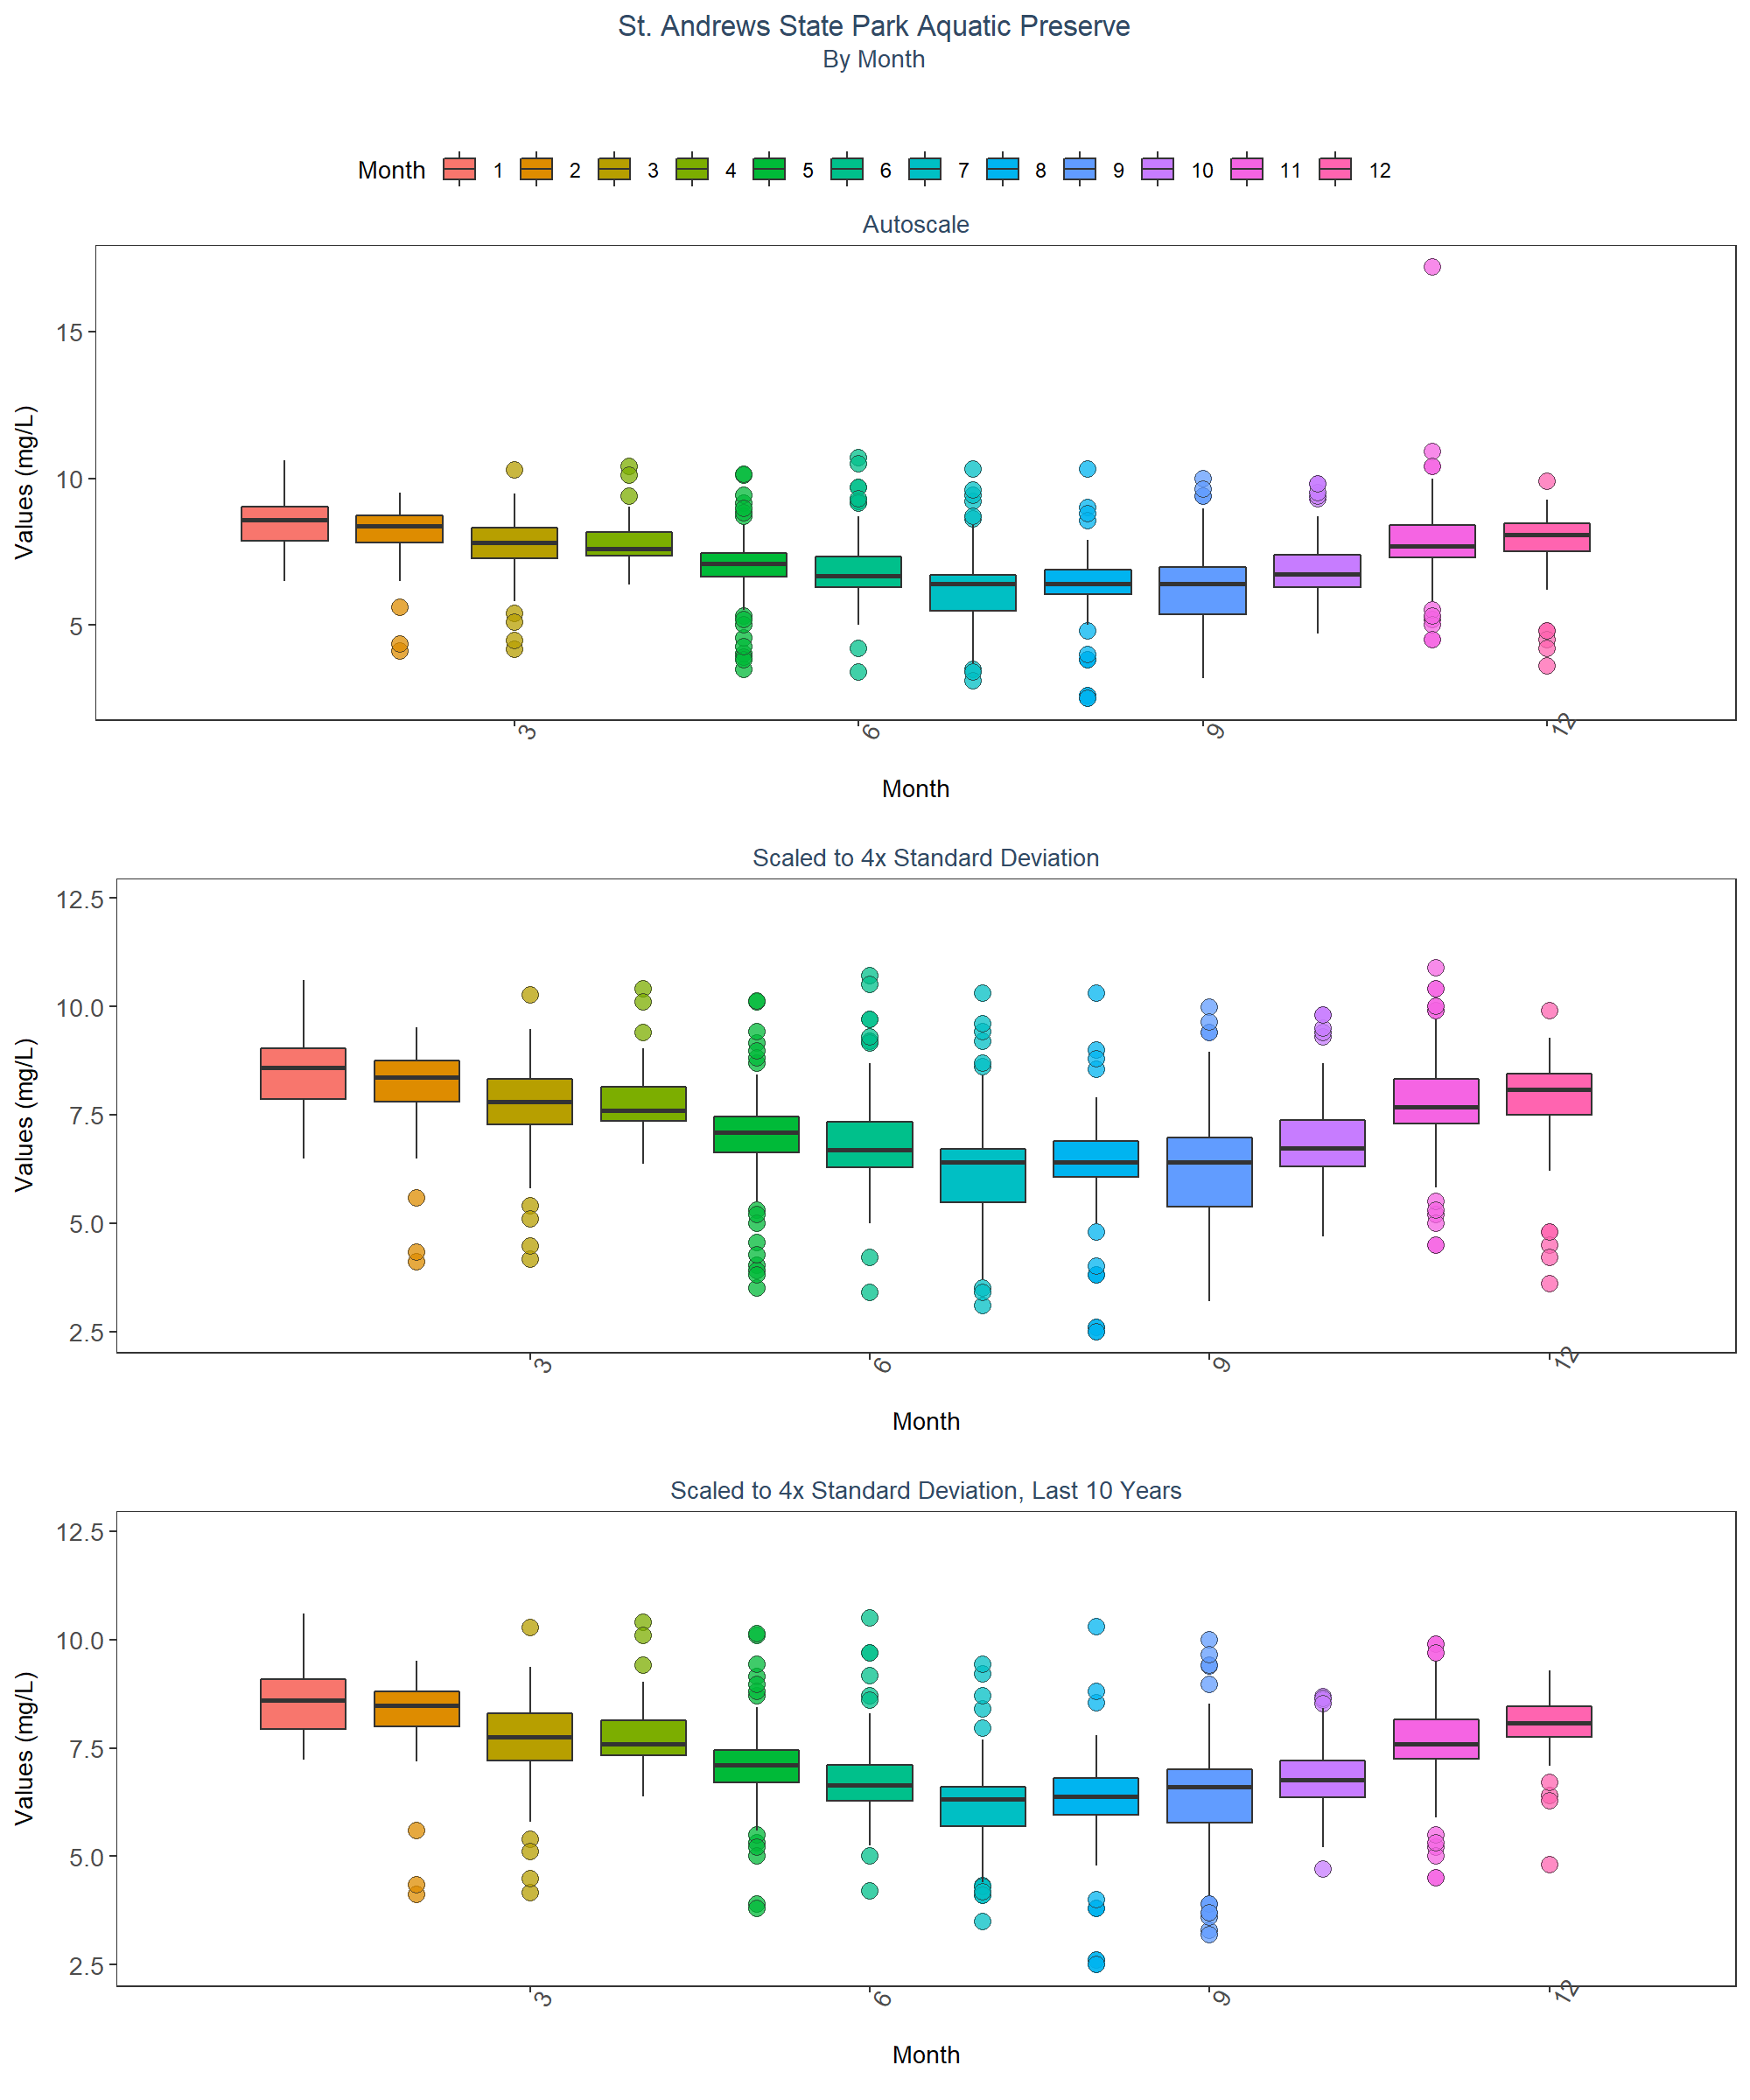 St. Andrews State Park Aquatic Preserve
By Month
Month 1 2 3 4 5 6 7 8 9 10 11 12
Autoscale
Values (mg/L)
15
10
5
3 6 9 12
Month
Scaled to 4x Standard Deviation
Values (mg/L)
12.5
10.0
7.5
5.0
2.5
3 6 9 12
Month
Scaled to 4x Standard Deviation, Last 10 Years
Values (mg/L)
12.5
10.0
7.5
5.0
2.5
3 6 9 12
Month